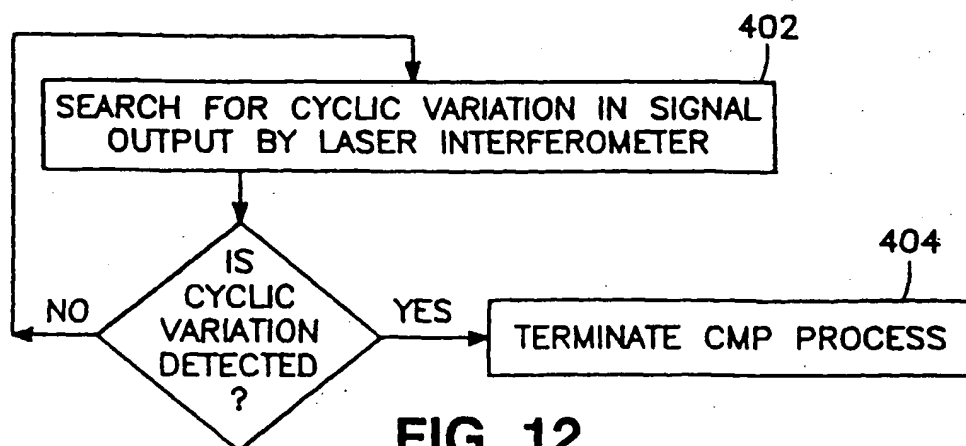 402
SEARCH FOR CYCLIC VARIATION IN SIGNAL
OUTPUT BY LASER INTERFEROMETER
IS
CYCLIC
VARIATION
DETECTED
?
NO
YES
404
TERMINATE CMP PROCESS
FIG. 12